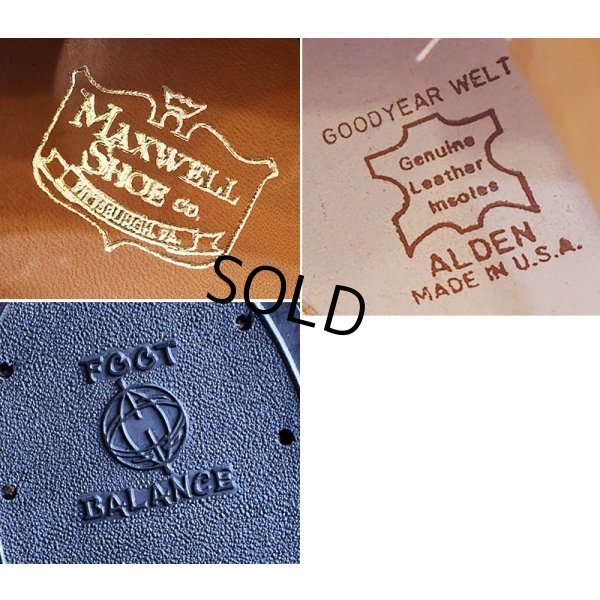 MAXWELL
SHOE CO.
PITTSBURGH, PA.
GOODYEAR WELT
Genuine
Leather
Insoles
ALDEN
MADE IN U.S.A.
SOLD
FOOT
BALANCE